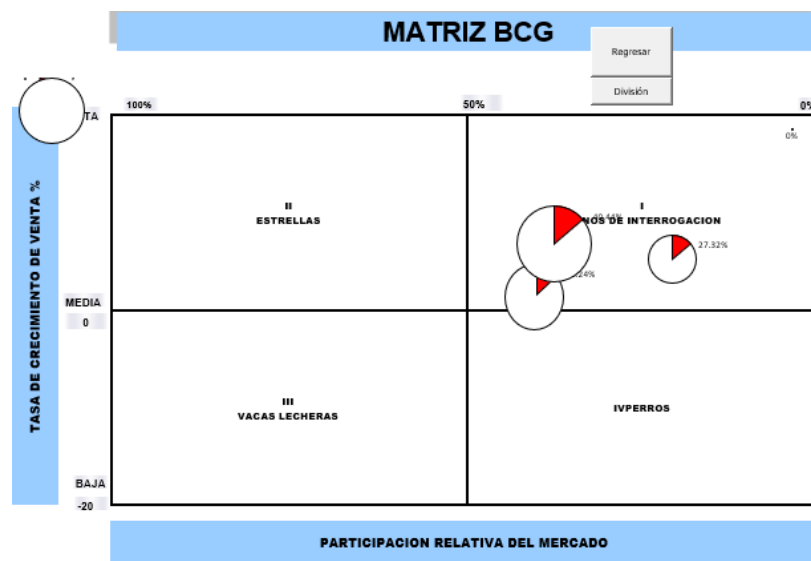 MATRIZ BCG
Regresar
División
100%
50%
0%
TA
0%
II
ESTRELLAS
I
NOS DE INTERROGACION
27.32%
24%
MEDIA
0
TASA DE CRECIMIENTO DE VENTA %
III
VACAS LECHERAS
IVPERROS
BAJA
-20
PARTICIPACION RELATIVA DEL MERCADO